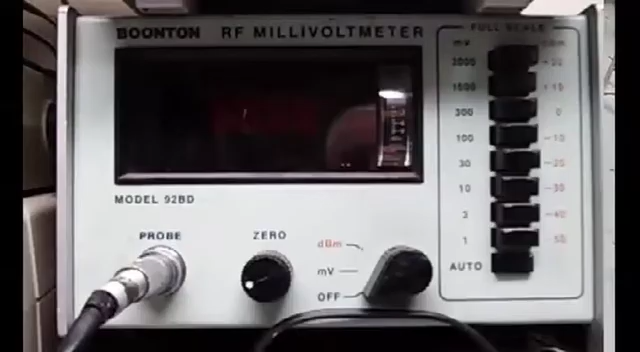 BOONTON RF MILLIVOLTMETER
FULL SCALE
mV dBm
3000 +20
1000 +10
300 0
100 -10
30 -20
10 -30
3 -40
1 50
AUTO
MODEL 92BD
PROBE
ZERO
dBm
mV
OFF